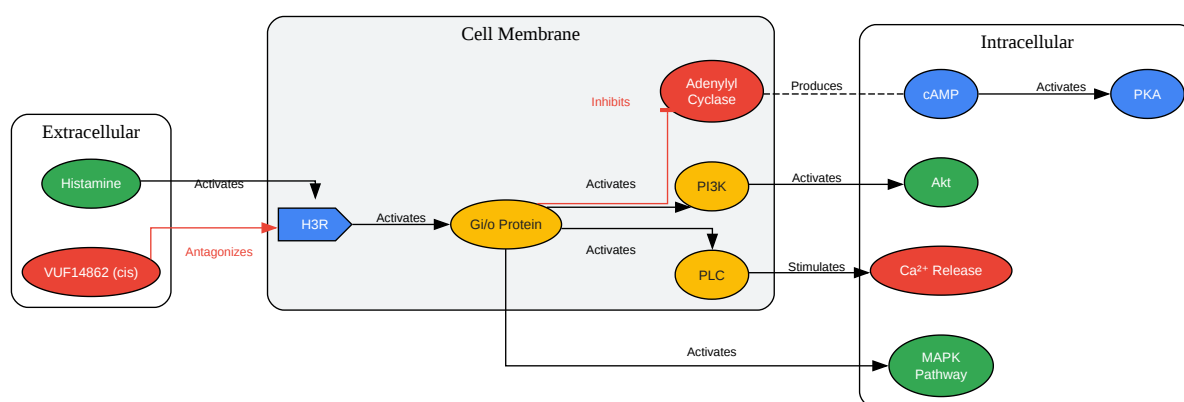 Cell Membrane
Intracellular
Extracellular
Adenylyl
Cyclase
Inhibits
Produces
cAMP
Activates
PKA
Histamine
Activates
Activates
PI3K
Activates
Akt
H3R
Activates
Gi/o Protein
Antagonizes
Activates
VUF14862 (cis)
PLC
Stimulates
Ca²⁺ Release
Activates
MAPK
Pathway